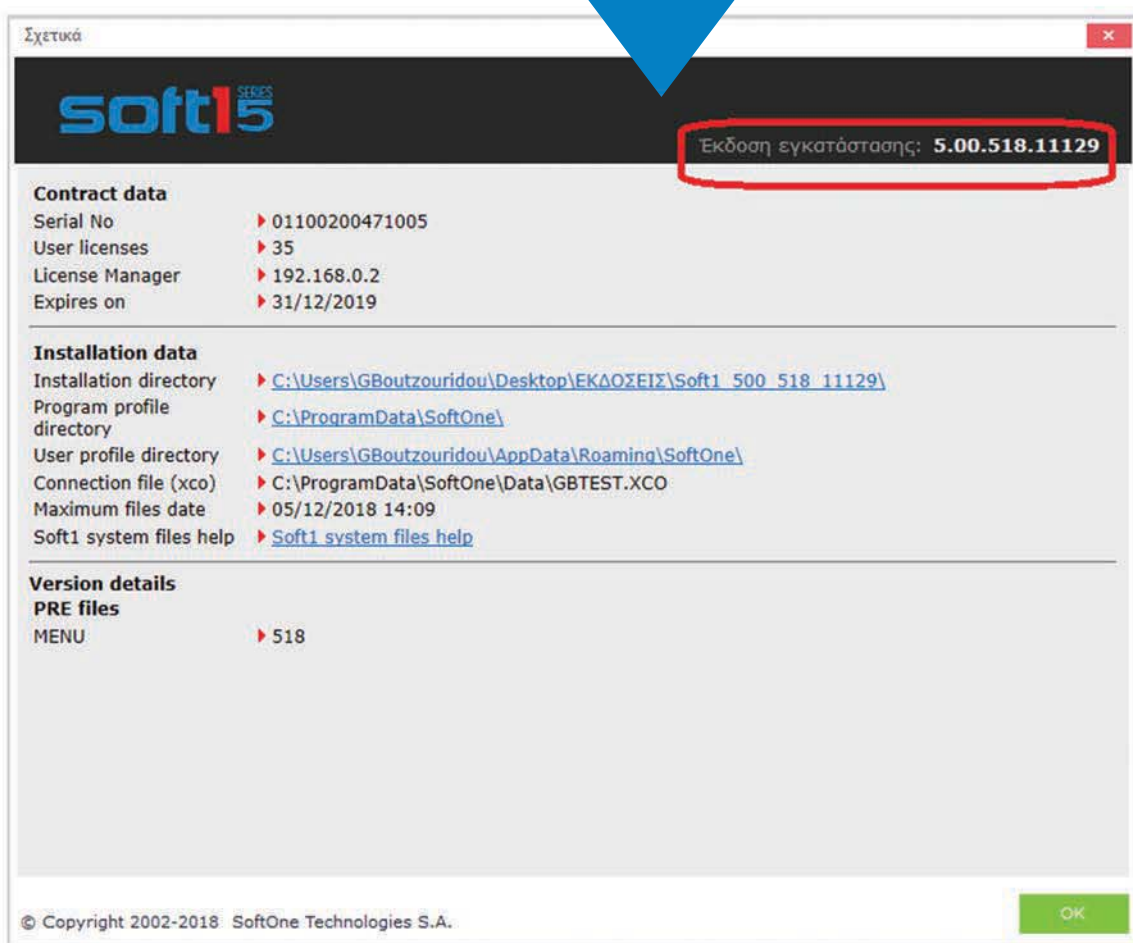 Σχετικά
soft1 SERIES 5
Έκδοση εγκατάστασης: 5.00.518.11129
Contract data
Serial No 01100200471005
User licenses 35
License Manager 192.168.0.2
Expires on 31/12/2019
Installation data
Installation directory C:\Users\GBoutzouridou\Desktop\ΕΚΔΟΣΕΙΣ\Soft1_500_518_11129\
Program profile
directory C:\ProgramData\SoftOne\
User profile directory C:\Users\GBoutzouridou\AppData\Roaming\SoftOne\
Connection file (xco) C:\ProgramData\SoftOne\Data\GBTEST.XCO
Maximum files date 05/12/2018 14:09
Soft1 system files help Soft1 system files help
Version details
PRE files
MENU 518
© Copyright 2002-2018 SoftOne Technologies S.A.
OK